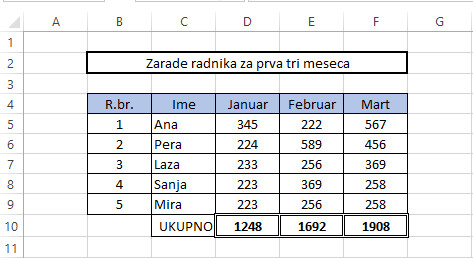 A B C D E F G
1
2 Zarade radnika za prva tri meseca
3
4 R.br. Ime Januar Februar Mart
5 1 Ana 345 222 567
6 2 Pera 224 589 456
7 3 Laza 233 256 369
8 4 Sanja 223 369 258
9 5 Mira 223 256 258
10 UKUPNO 1248 1692 1908
11